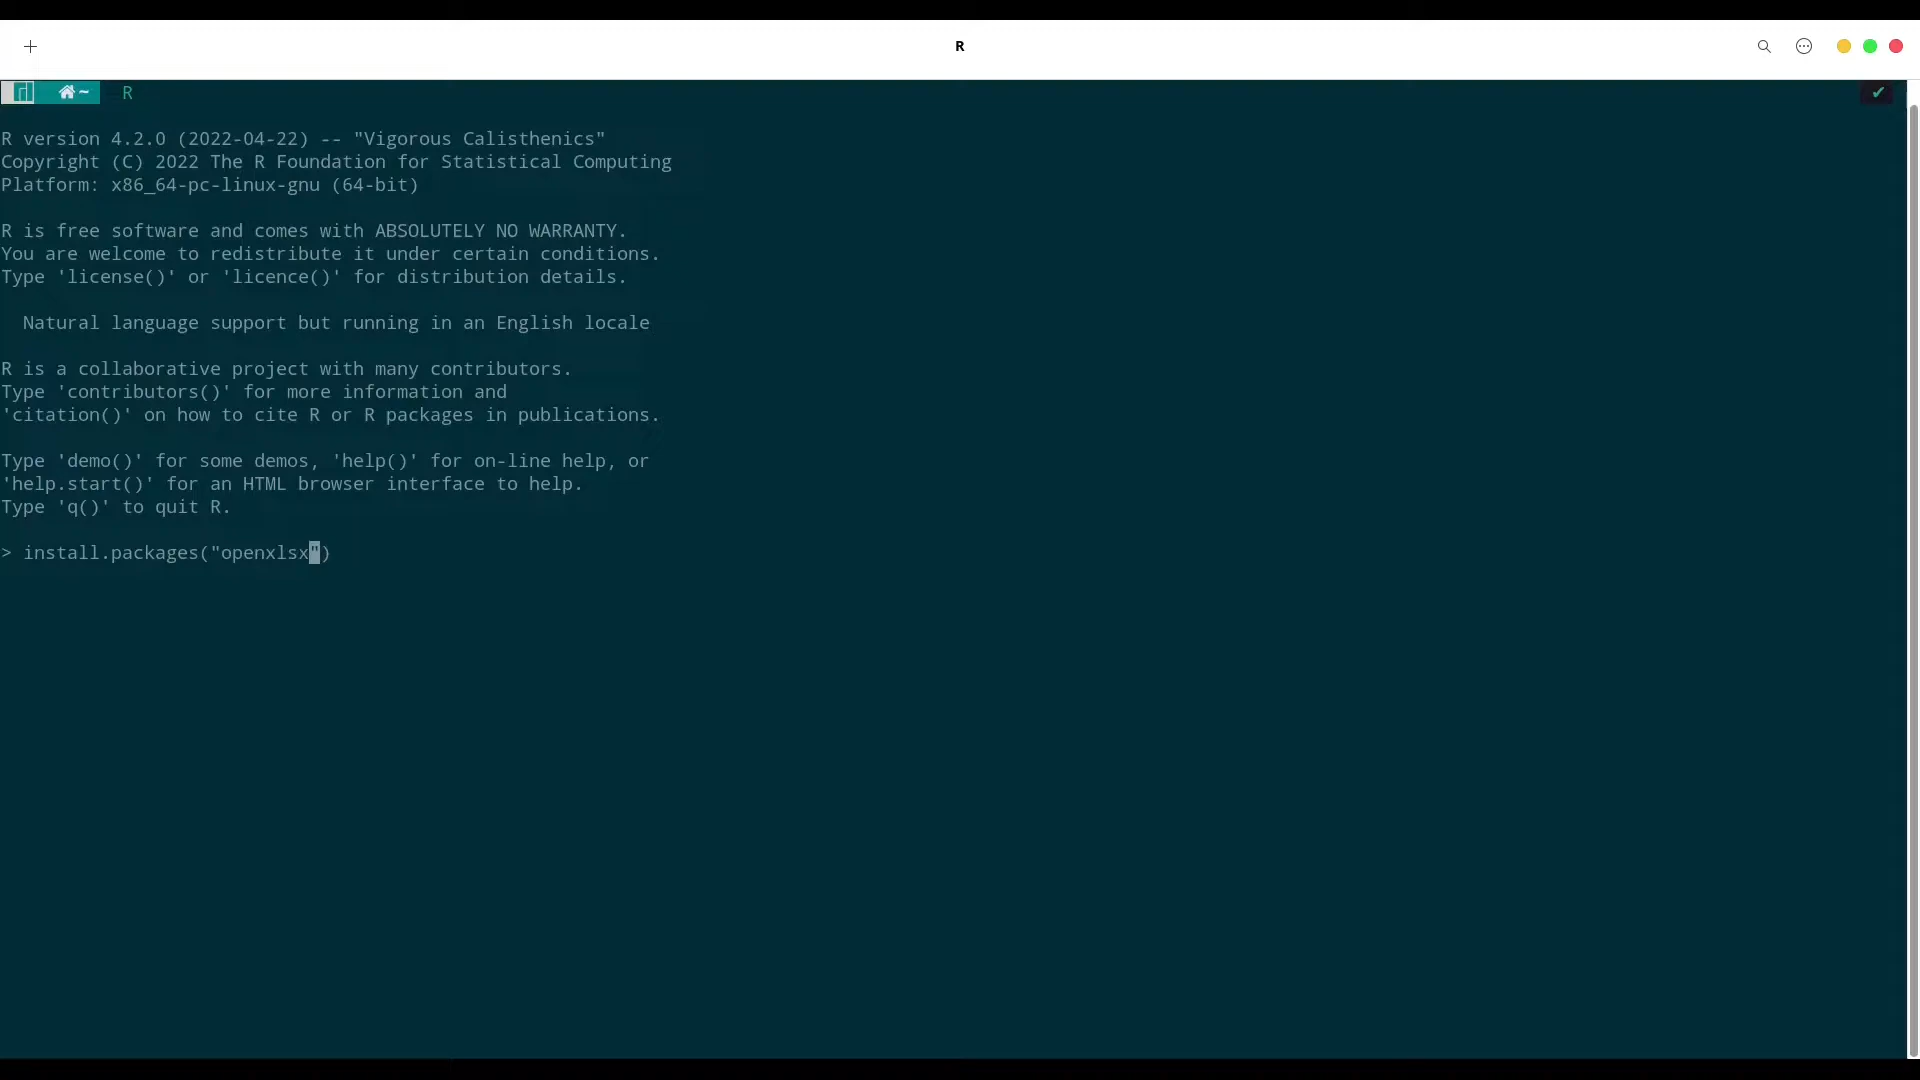 R
~ R ✔
R version 4.2.0 (2022-04-22) -- "Vigorous Calisthenics"
Copyright (C) 2022 The R Foundation for Statistical Computing
Platform: x86_64-pc-linux-gnu (64-bit)
R is free software and comes with ABSOLUTELY NO WARRANTY.
You are welcome to redistribute it under certain conditions.
Type 'license()' or 'licence()' for distribution details.
Natural language support but running in an English locale
R is a collaborative project with many contributors.
Type 'contributors()' for more information and
'citation()' on how to cite R or R packages in publications.
Type 'demo()' for some demos, 'help()' for on-line help, or
'help.start()' for an HTML browser interface to help.
Type 'q()' to quit R.
> install.packages("openxlsx")